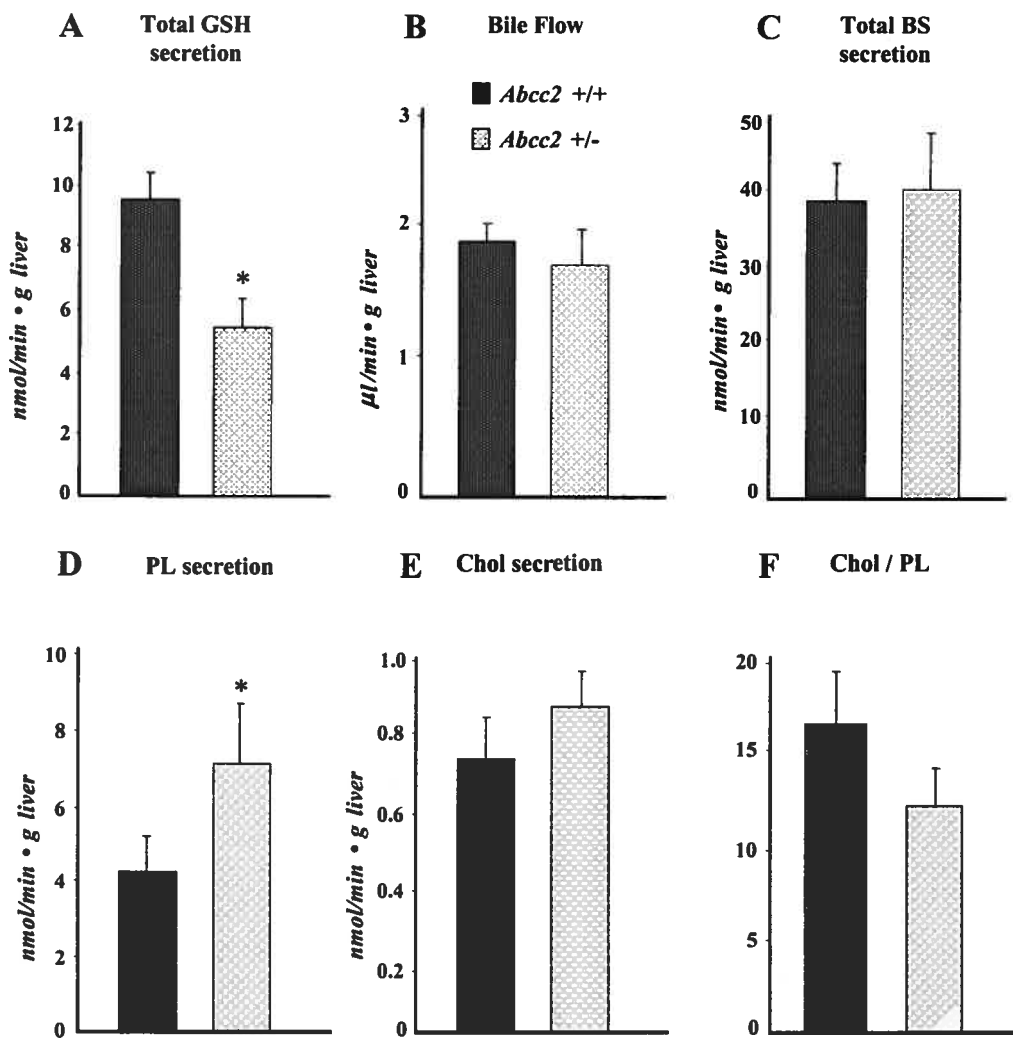 A Total GSH
secretion
B Bile Flow
C Total BS
secretion
Abcc2 +/+
Abcc2 +/-
nmol/min • g liver
12
10
8
6
4
2
0
*
µl/min • g liver
3
2
1
0
nmol/min • g liver
50
40
30
20
10
0
D PL secretion
E Chol secretion
F Chol / PL
nmol/min • g liver
10
8
6
4
2
0
*
nmol/min • g liver
1.0
0.8
0.6
0.4
0.2
0
20
15
10
5
0